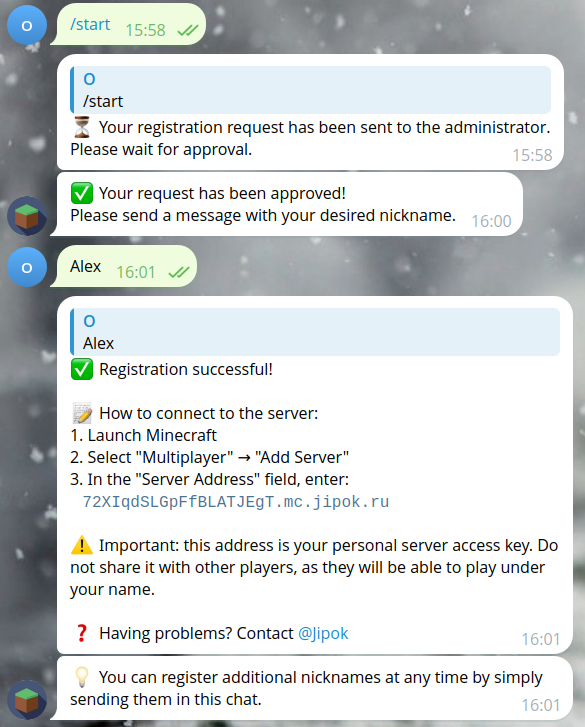 O
/start 15:58
O
/start
⏳ Your registration request has been sent to the administrator.
Please wait for approval.
15:58
✅ Your request has been approved!
Please send a message with your desired nickname. 16:00
O
Alex 16:01
O
Alex
✅ Registration successful!
📝 How to connect to the server:
1. Launch Minecraft
2. Select "Multiplayer" → "Add Server"
3. In the "Server Address" field, enter:
72XIqdSLGpFfBLATJEgT.mc.jipok.ru
⚠️ Important: this address is your personal server access key. Do
not share it with other players, as they will be able to play under
your name.
❓ Having problems? Contact @Jipok
16:01
💡 You can register additional nicknames at any time by simply
sending them in this chat.
16:01